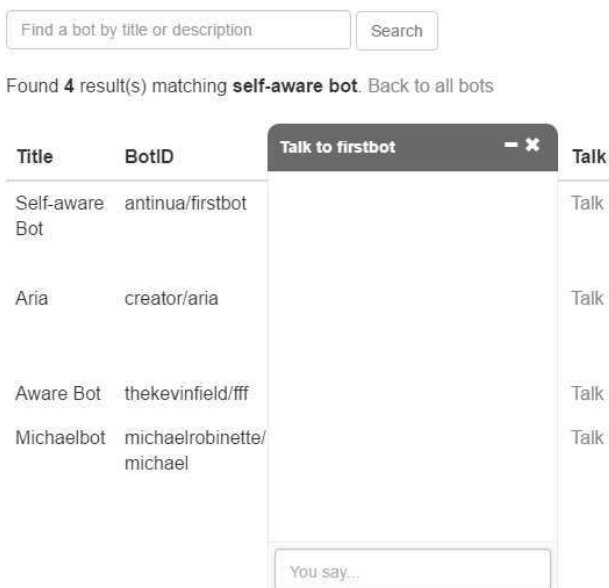 Find a bot by title or description Search
Found 4 result(s) matching self-aware bot. Back to all bots
Title BotID Talk to firstbot Talk
Self-aware antinua/firstbot Talk
Bot
Aria creator/aria Talk
Aware Bot thekevinfield/fff Talk
Michaelbot michaelrobinette/ Talk
michael
You say...